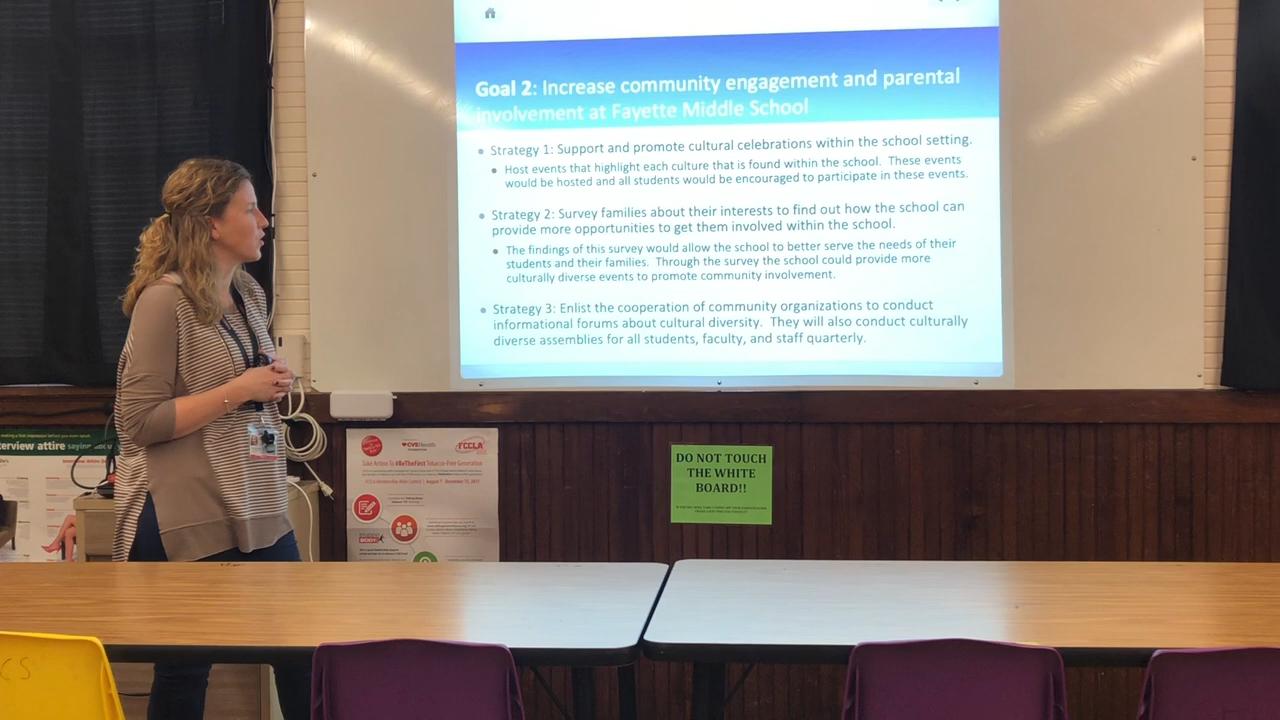 Goal 2: Increase community engagement and parental
involvement at Fayette Middle School
Strategy 1: Support and promote cultural celebrations within the school setting.
Host events that highlight each culture that is found within the school. These events
would be hosted and all students would be encouraged to participate in these events.
Strategy 2: Survey families about their interests to find out how the school can
provide more opportunities to get them involved within the school.
The findings of this survey would allow the school to better serve the needs of their
students and their families. Through the survey the school could provide more
culturally diverse events to promote community involvement.
Strategy 3: Enlist the cooperation of community organizations to conduct
informational forums about cultural diversity. They will also conduct culturally
diverse assemblies for all students, faculty, and staff quarterly.
terview attire
CVSHealth
FCCLA
Take Action To #BeTheFirst Tobacco-Free Generation
DO NOT TOUCH
THE WHITE
BOARD!!
CS